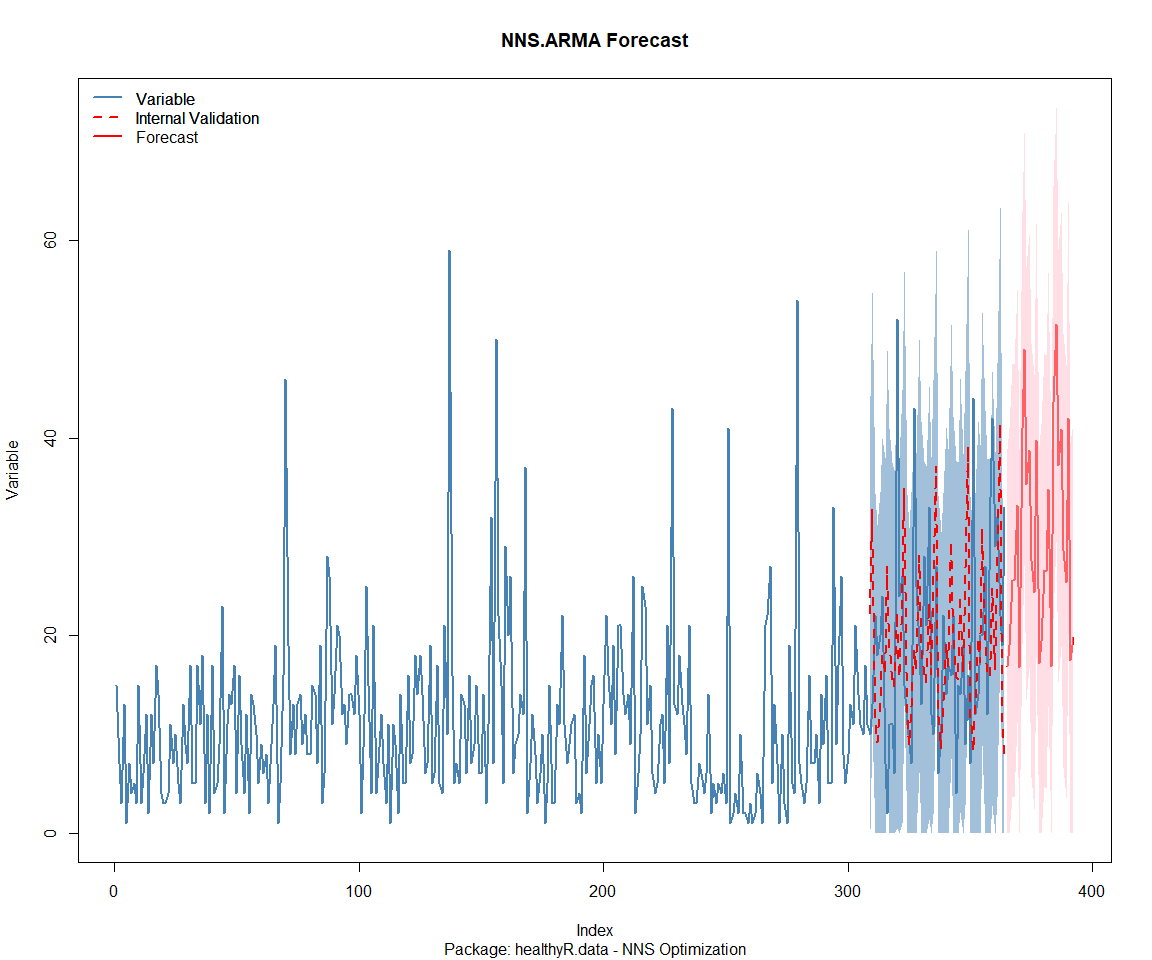 NNS.ARMA Forecast
Variable
Internal Validation
Forecast
Variable
60
40
20
0
0
100
200
300
400
Index
Package: healthyR.data - NNS Optimization